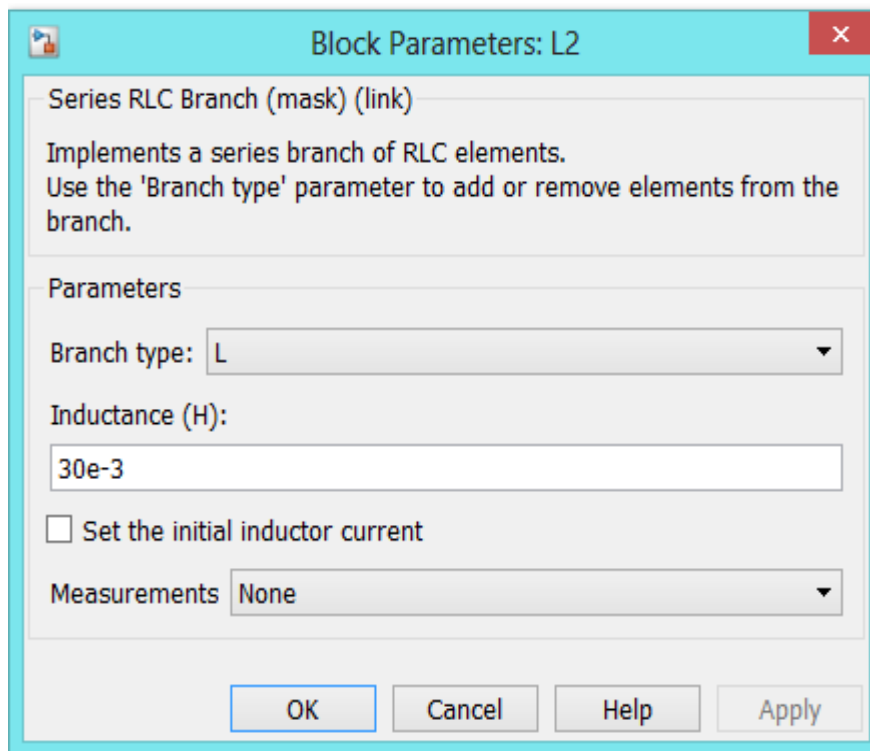 Block Parameters: L2
Series RLC Branch (mask) (link)
Implements a series branch of RLC elements.
Use the 'Branch type' parameter to add or remove elements from the
branch.
Parameters
Branch type: L
Inductance (H):
30e-3
Set the initial inductor current
Measurements None
OK Cancel Help Apply